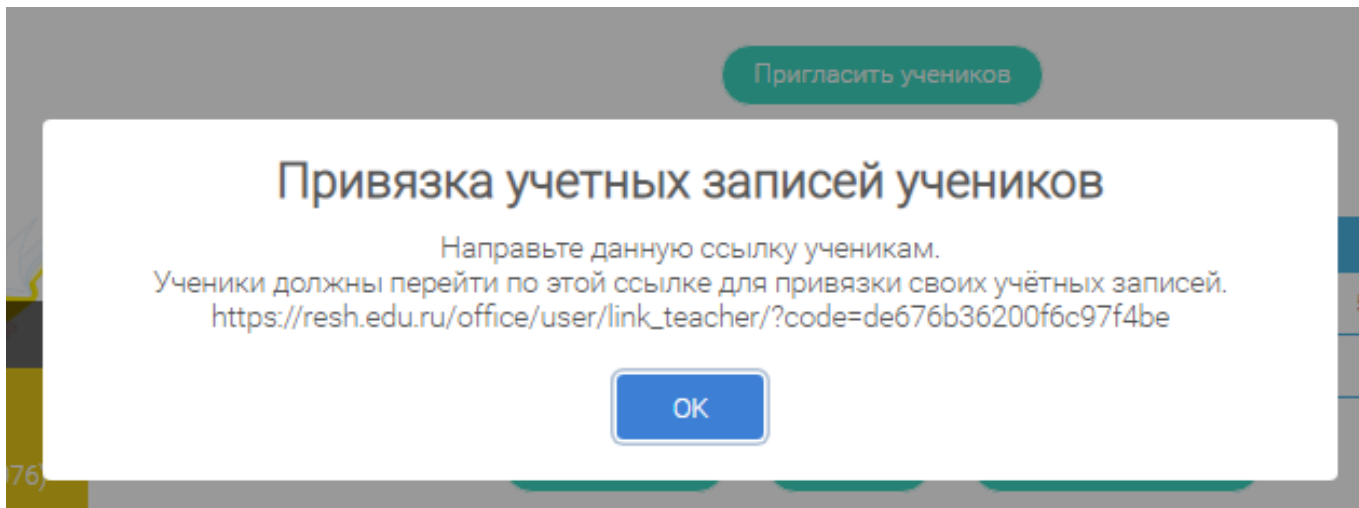 Пригласить учеников
Привязка учетных записей учеников
Направьте данную ссылку ученикам.
Ученики должны перейти по этой ссылке для привязки своих учётных записей.
https://resh.edu.ru/office/user/link_teacher/?code=de676b36200f6c97f4be
ОК